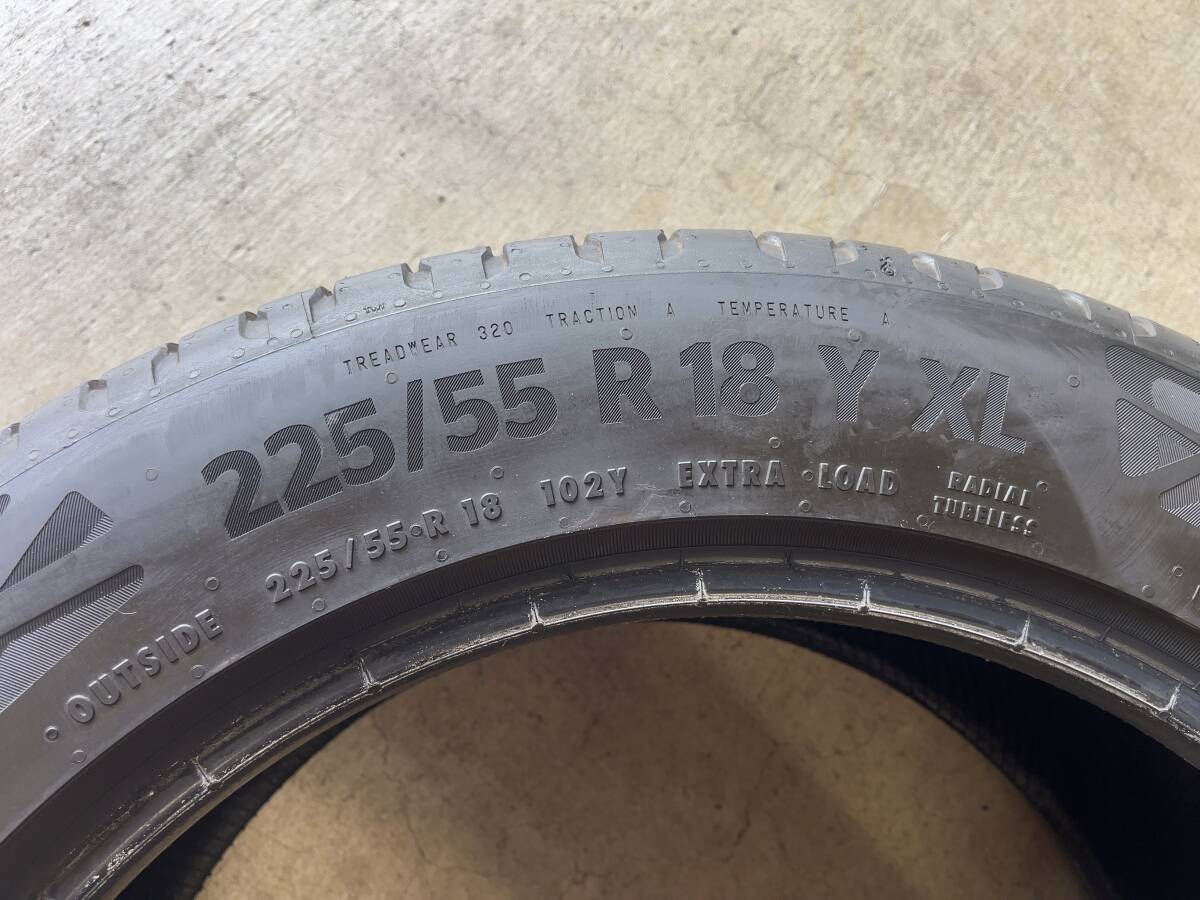 TREADWEAR 320 TRACTION A TEMPERATURE A
225/55 R 18 Y XL
225/55 R 18 102Y EXTRA LOAD RADIAL
TUBELESS
OUTSIDE